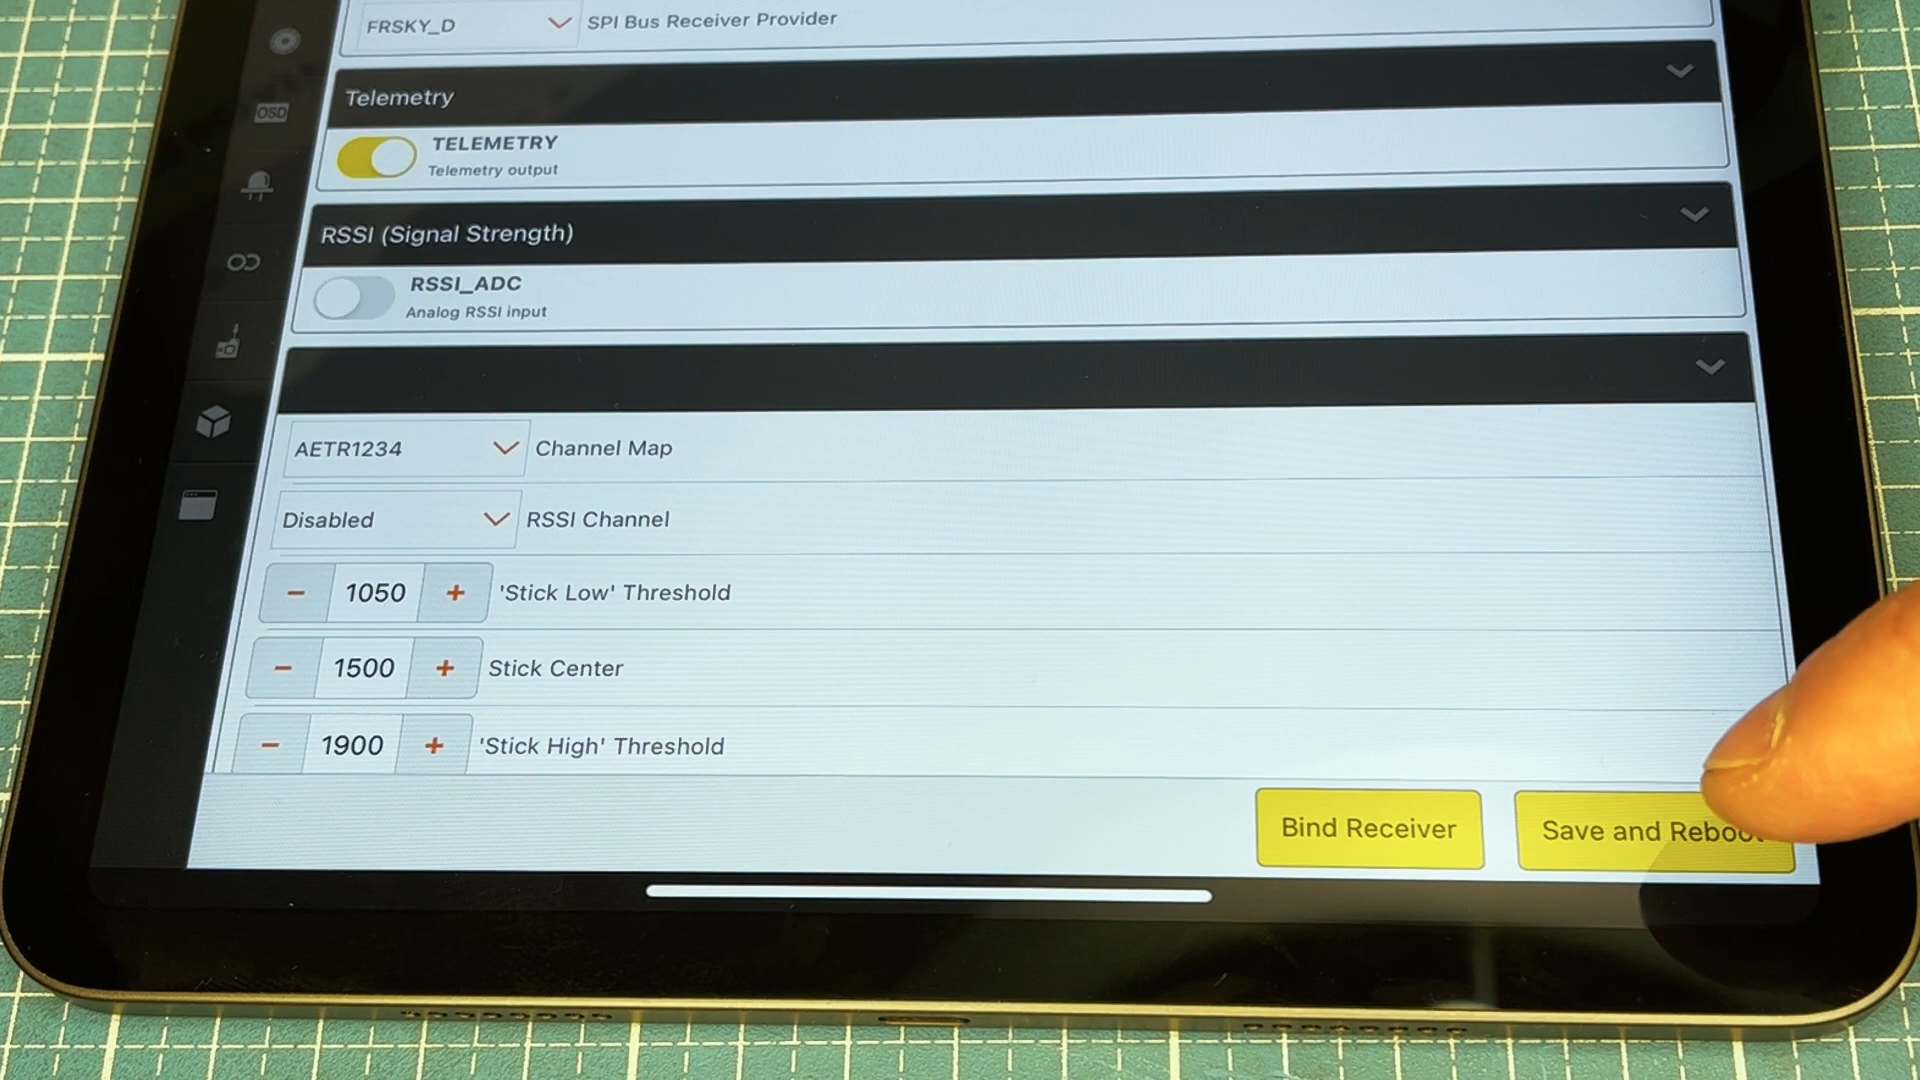 FRSKY_D SPI Bus Receiver Provider
OSD
Telemetry
TELEMETRY
Telemetry output
RSSI (Signal Strength)
RSSI_ADC
Analog RSSI input
AETR1234 Channel Map
Disabled RSSI Channel
− 1050 + 'Stick Low' Threshold
− 1500 + Stick Center
− 1900 + 'Stick High' Threshold
Bind Receiver Save and Reboot